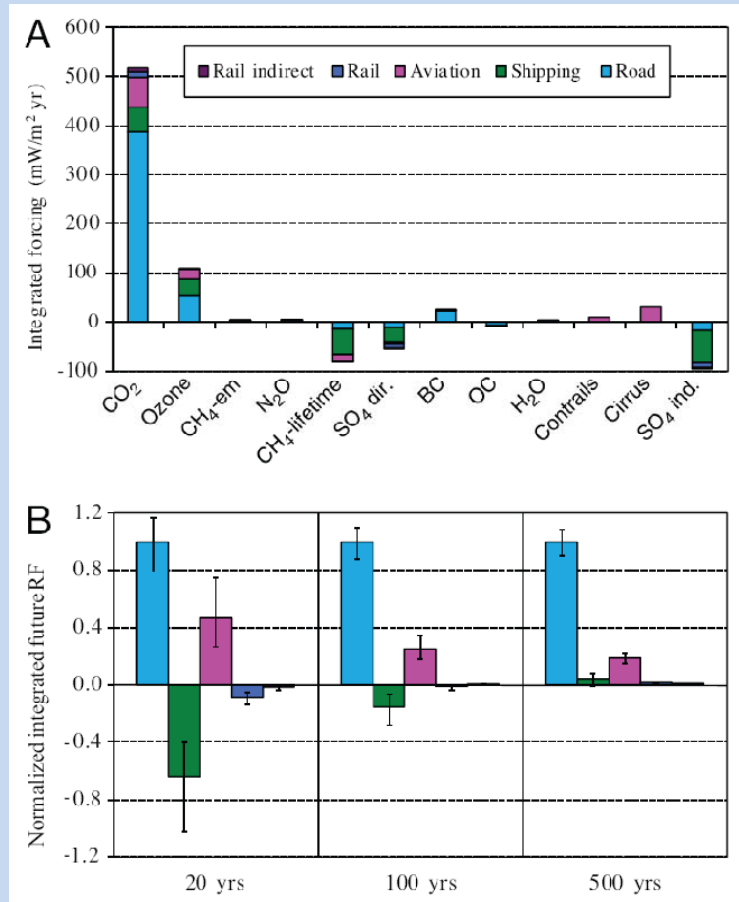 A
600
500
400
300
200
100
0
-100
Integrated forcing (mW/m² yr)
Rail indirect Rail Aviation Shipping Road
CO₂
Ozone
CH₄-em
N₂O
CH₄-lifetime
SO₄ dir.
BC
OC
H₂O
Contrails
Cirrus
SO₄ ind.
B
1.2
0.8
0.4
0.0
-0.4
-0.8
-1.2
Normalized integrated future RF
20 yrs 100 yrs 500 yrs